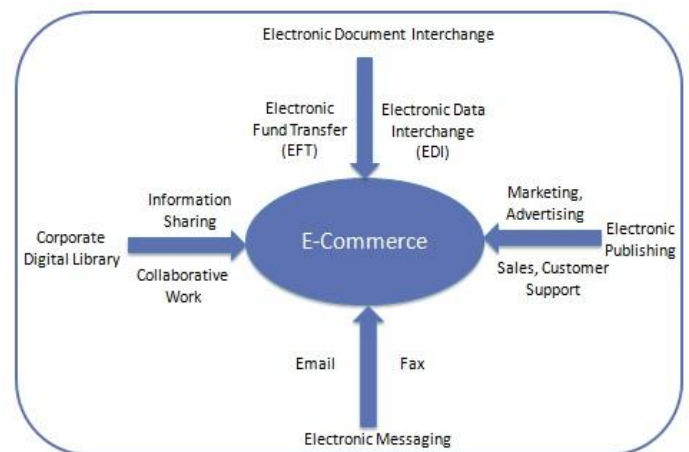 Electronic Document Interchange
Electronic
Fund Transfer
(EFT)
Electronic Data
Interchange
(EDI)
Information
Sharing
Corporate
Digital Library
Collaborative
Work
E-Commerce
Marketing,
Advertising
Electronic
Publishing
Sales, Customer
Support
Email
Fax
Electronic Messaging